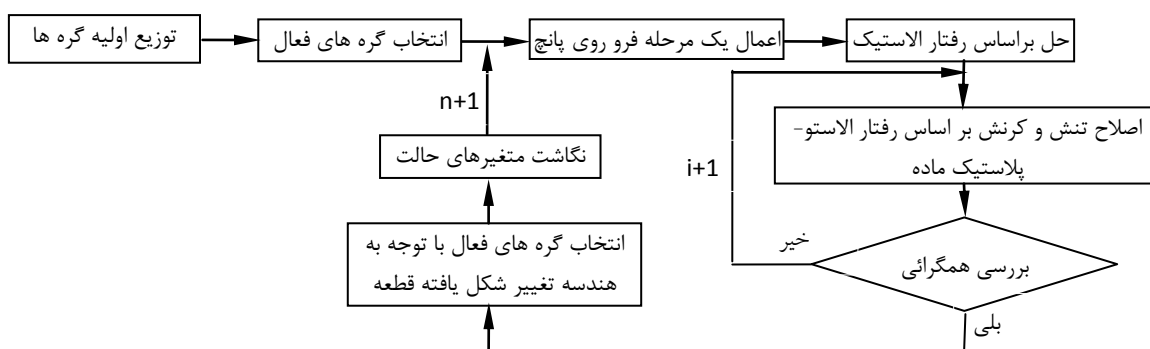 توزیع اولیه گره ها
انتخاب گره های فعال
اعمال یک مرحله فرو روی پانچ
حل براساس رفتار الاستیک
اصلاح تنش و کرنش بر اساس رفتار الاستو-
پلاستیک ماده
i+1
بررسی همگرائی
خیر
بلی
انتخاب گره های فعال با توجه به
هندسه تغییر شکل یافته قطعه
نگاشت متغیرهای حالت
n+1